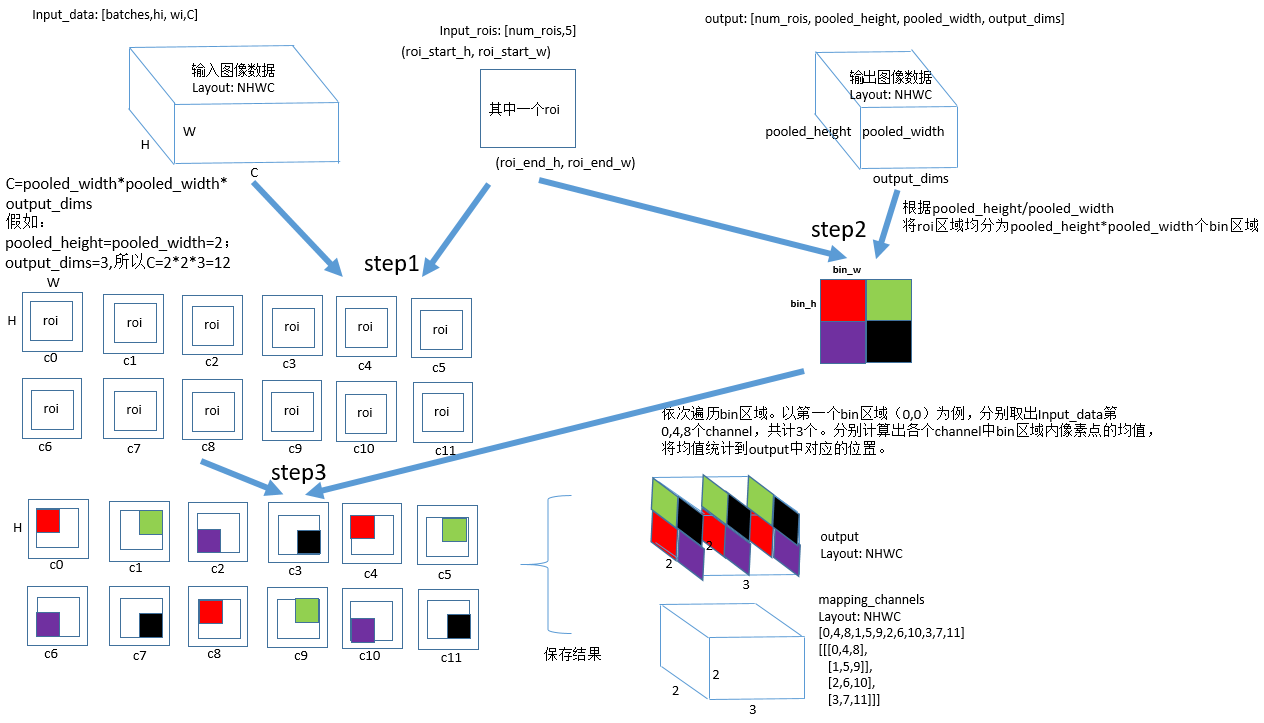 Input_data: [batches,hi, wi,C]
输入图像数据
Layout: NHWC
W
H
C
Input_rois: [num_rois,5]
(roi_start_h, roi_start_w)
其中一个roi
(roi_end_h, roi_end_w)
output: [num_rois, pooled_height, pooled_width, output_dims]
输出图像数据
Layout: NHWC
pooled_height
pooled_width
output_dims
C=pooled_width*pooled_width*
output_dims
假如：
pooled_height=pooled_width=2；
output_dims=3,所以C=2*2*3=12
step1
step2
根据pooled_height/pooled_width
将roi区域均分为pooled_height*pooled_width个bin区域
bin_w
bin_h
W
H
roi
roi
roi
roi
roi
roi
c0
c1
c2
c3
c4
c5
roi
roi
roi
roi
roi
roi
c6
c7
c8
c9
c10
c11
依次遍历bin区域。以第一个bin区域（0,0）为例，分别取出Input_data第
0,4,8个channel，共计3个。分别计算出各个channel中bin区域内像素点的均值，
将均值统计到output中对应的位置。
step3
H
c0
c1
c2
c3
c4
c5
c6
c7
c8
c9
c10
c11
保存结果
2
2
3
output
Layout: NHWC
2
2
3
mapping_channels
Layout: NHWC
[0,4,8,1,5,9,2,6,10,3,7,11]
[[[0,4,8],
[1,5,9]],
[2,6,10],
[3,7,11]]]